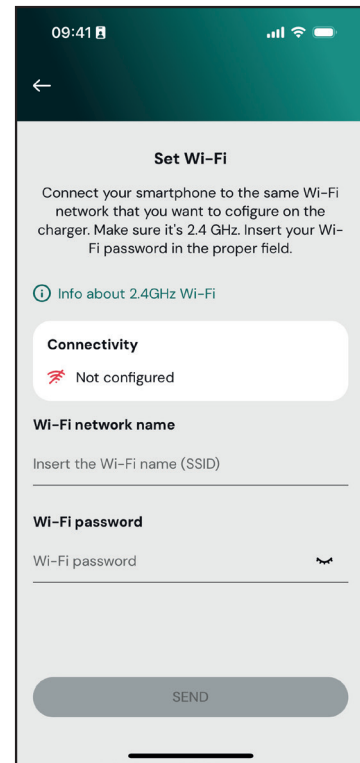 09:41
Set Wi-Fi
Connect your smartphone to the same Wi-Fi
network that you want to cofigure on the
charger. Make sure it's 2.4 GHz. Insert your Wi-
Fi password in the proper field.
Info about 2.4GHz Wi-Fi
Connectivity
Not configured
Wi-Fi network name
Insert the Wi-Fi name (SSID)
Wi-Fi password
Wi-Fi password
SEND